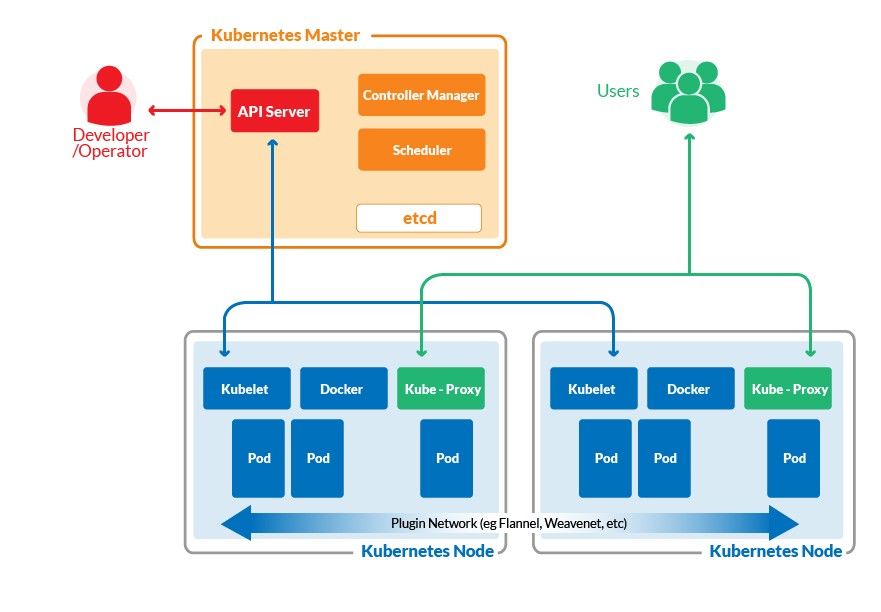 Kubernetes Master
Developer
/Operator
API Server
Controller Manager
Scheduler
etcd
Users
Kubelet
Docker
Kube - Proxy
Pod
Pod
Pod
Kubelet
Docker
Kube - Proxy
Pod
Pod
Pod
Plugin Network (eg Flannel, Weavenet, etc)
Kubernetes Node
Kubernetes Node